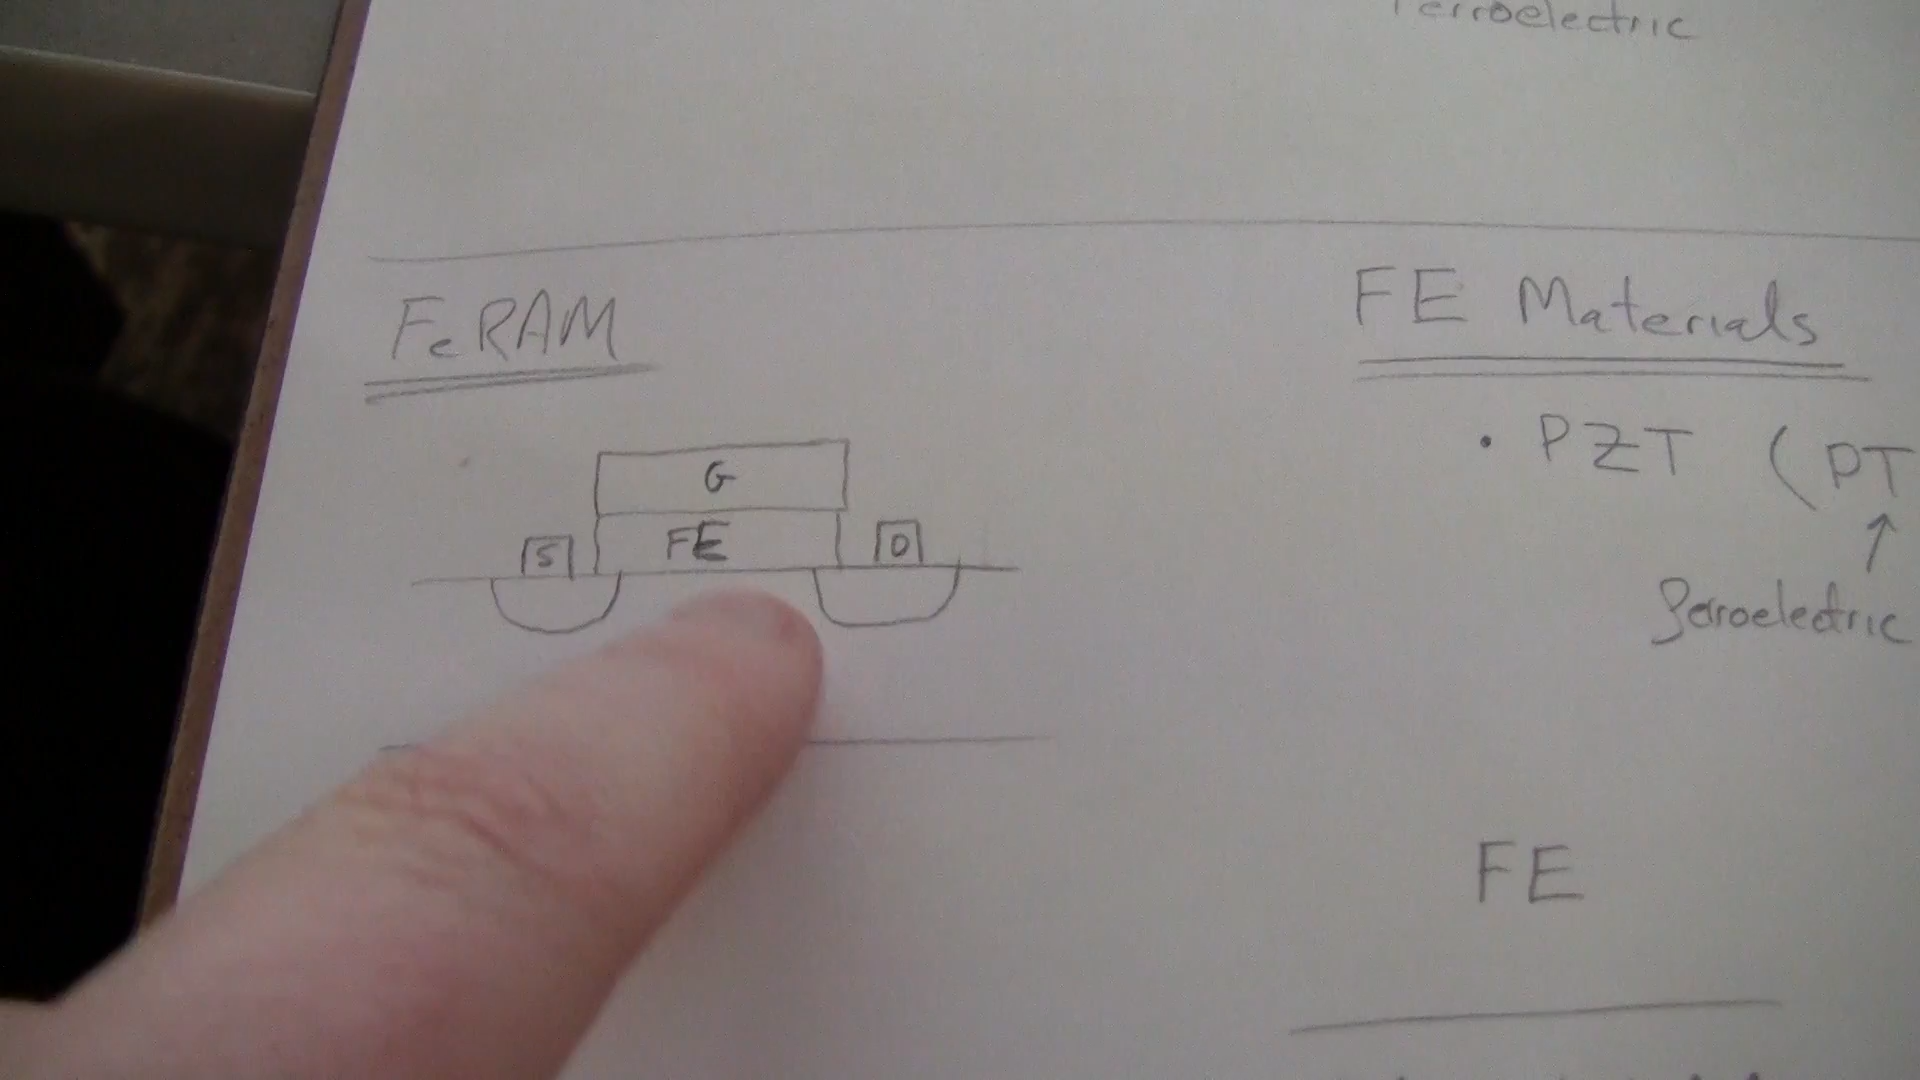 Ferroelectric
FeRAM
G
S
FE
D
FE Materials
• PZT (PT
↑
ferroelectric
FE